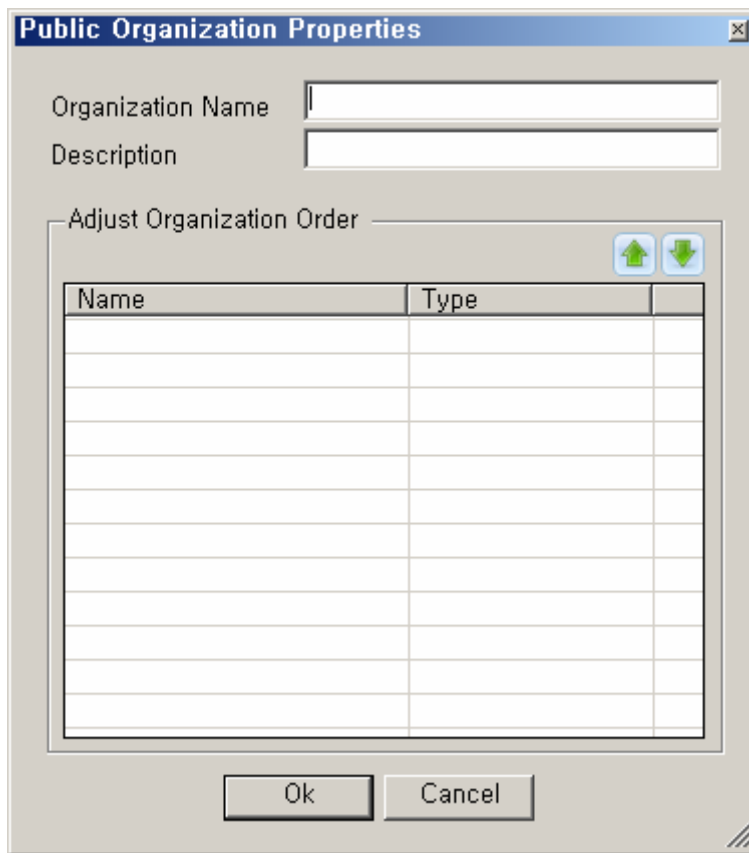 Public Organization Properties
Organization Name
Description
Adjust Organization Order
Name Type
Ok Cancel